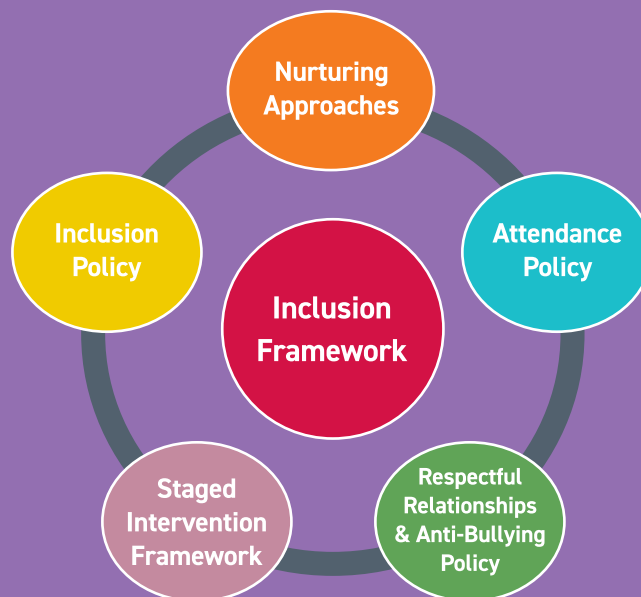 Nurturing
Approaches
Inclusion
Policy
Attendance
Policy
Inclusion
Framework
Staged
Intervention
Framework
Respectful
Relationships
& Anti-Bullying
Policy